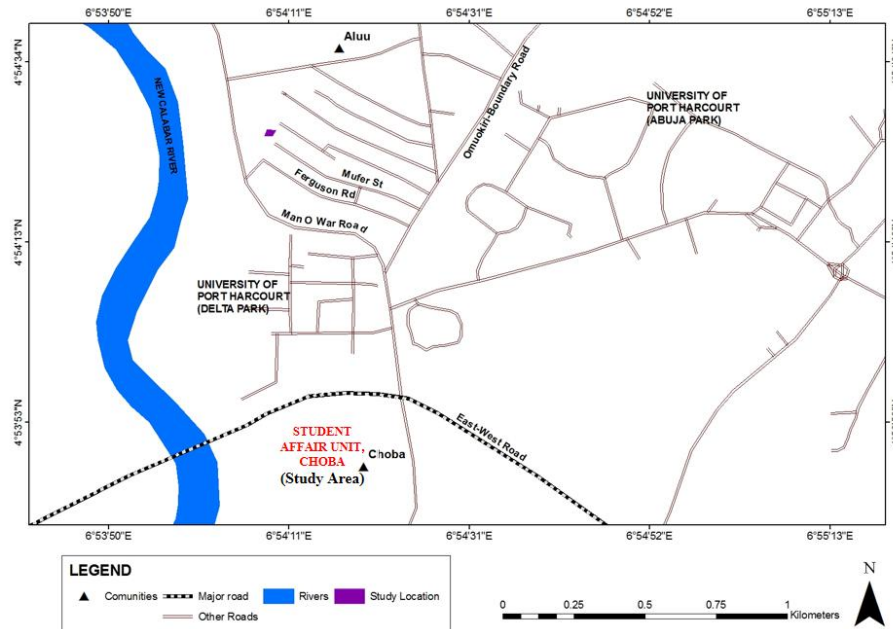 6°53'50"E 6°54'11"E 6°54'31"E 6°54'52"E 6°55'13"E
4°54'34"N
4°54'13"N
4°53'53"N
Aluu
NEW CALABAR RIVER
Omuokiri-Boundary Road
UNIVERSITY OF
PORT HARCOURT
(ABUJA PARK)
Mufer St
Ferguson Rd
Man O War Road
UNIVERSITY OF
PORT HARCOURT
(DELTA PARK)
East-West Road
STUDENT
AFFAIR UNIT,
CHOBA
(Study Area)
Choba
6°53'50"E 6°54'11"E 6°54'31"E 6°54'52"E 6°55'13"E
LEGEND
Comunities Major road Rivers Study Location
Other Roads
N
0 0.25 0.5 0.75 1
Kilometers